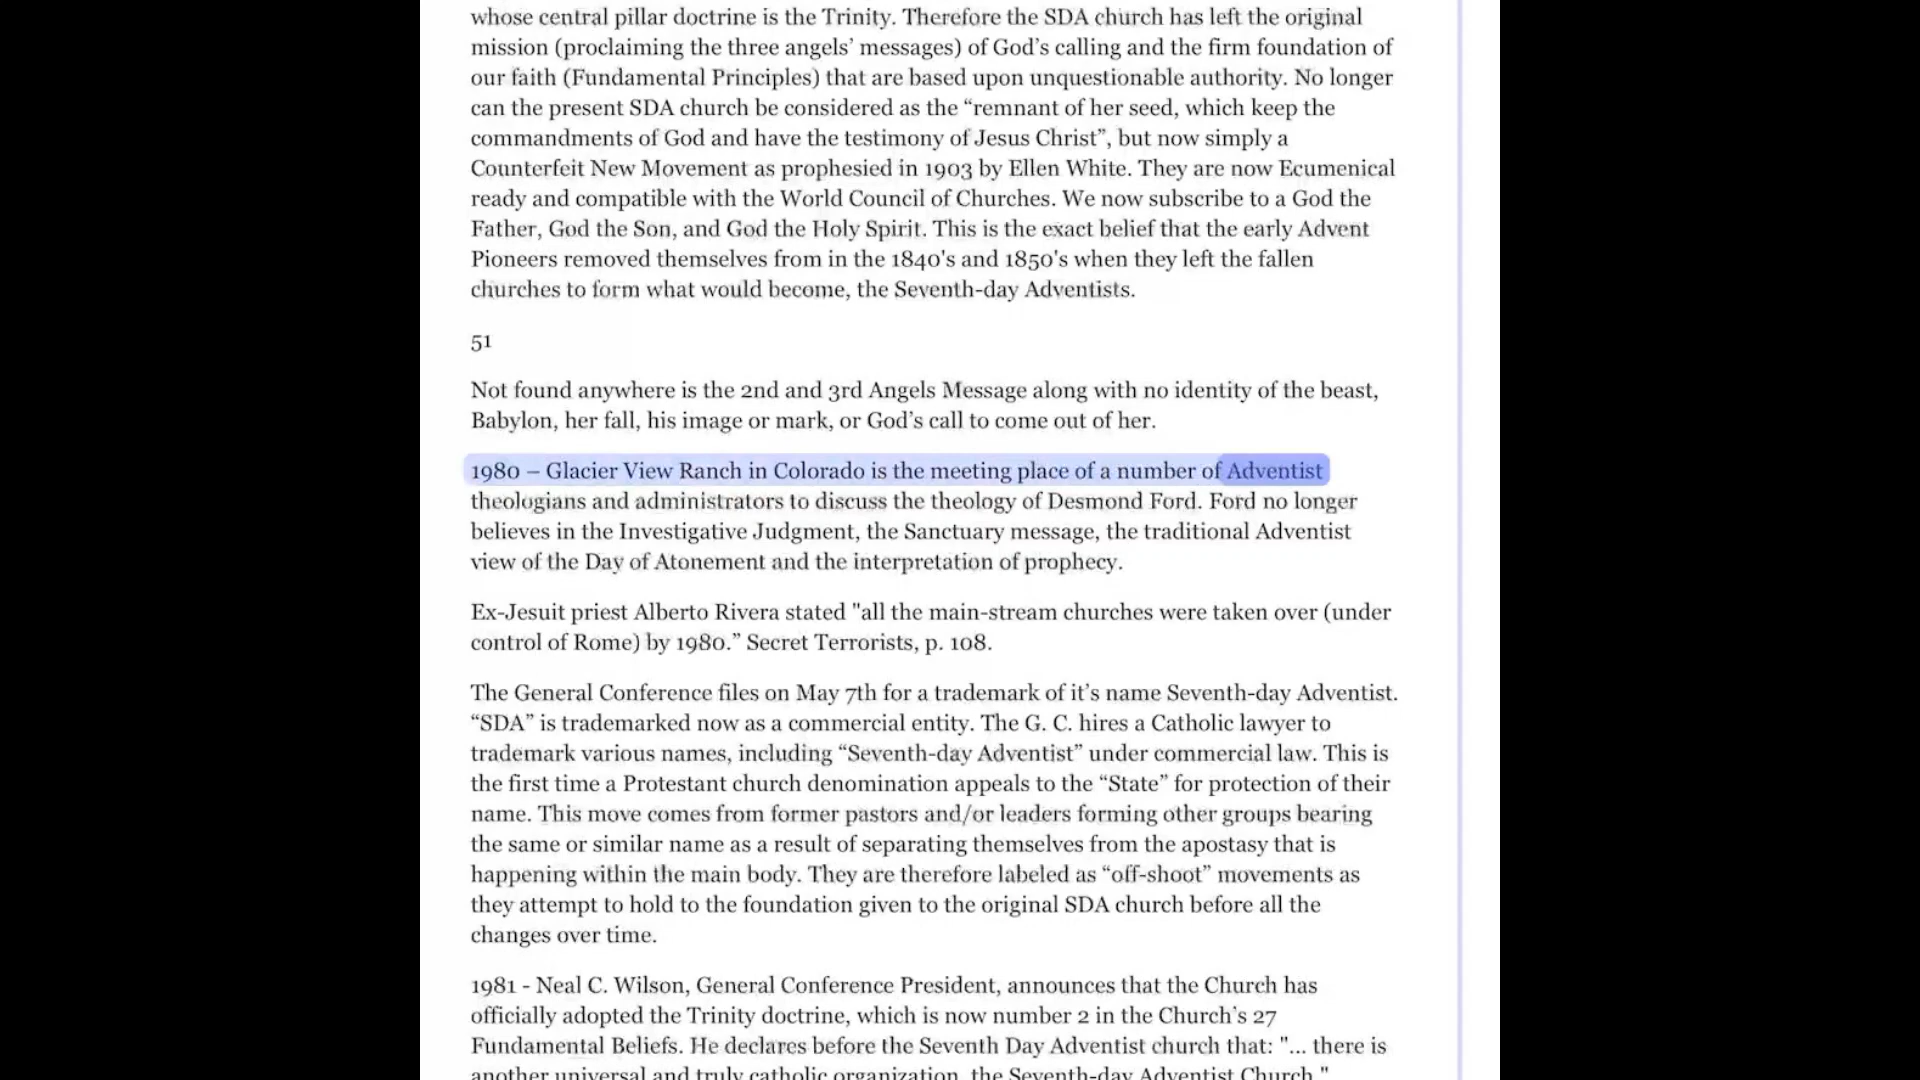 whose central pillar doctrine is the Trinity. Therefore the SDA church has left the original
mission (proclaiming the three angels’ messages) of God’s calling and the firm foundation of
our faith (Fundamental Principles) that are based upon unquestionable authority. No longer
can the present SDA church be considered as the “remnant of her seed, which keep the
commandments of God and have the testimony of Jesus Christ”, but now simply a
Counterfeit New Movement as prophesied in 1903 by Ellen White. They are now Ecumenical
ready and compatible with the World Council of Churches. We now subscribe to a God the
Father, God the Son, and God the Holy Spirit. This is the exact belief that the early Advent
Pioneers removed themselves from in the 1840's and 1850's when they left the fallen
churches to form what would become, the Seventh-day Adventists.
51
Not found anywhere is the 2nd and 3rd Angels Message along with no identity of the beast,
Babylon, her fall, his image or mark, or God’s call to come out of her.
1980 – Glacier View Ranch in Colorado is the meeting place of a number of Adventist
theologians and administrators to discuss the theology of Desmond Ford. Ford no longer
believes in the Investigative Judgment, the Sanctuary message, the traditional Adventist
view of the Day of Atonement and the interpretation of prophecy.
Ex-Jesuit priest Alberto Rivera stated "all the main-stream churches were taken over (under
control of Rome) by 1980.” Secret Terrorists, p. 108.
The General Conference files on May 7th for a trademark of it’s name Seventh-day Adventist.
“SDA” is trademarked now as a commercial entity. The G. C. hires a Catholic lawyer to
trademark various names, including “Seventh-day Adventist” under commercial law. This is
the first time a Protestant church denomination appeals to the “State” for protection of their
name. This move comes from former pastors and/or leaders forming other groups bearing
the same or similar name as a result of separating themselves from the apostasy that is
happening within the main body. They are therefore labeled as “off-shoot” movements as
they attempt to hold to the foundation given to the original SDA church before all the
changes over time.
1981 - Neal C. Wilson, General Conference President, announces that the Church has
officially adopted the Trinity doctrine, which is now number 2 in the Church’s 27
Fundamental Beliefs. He declares before the Seventh Day Adventist church that: "... there is
another universal and truly catholic organization, the Seventh-day Adventist Church."